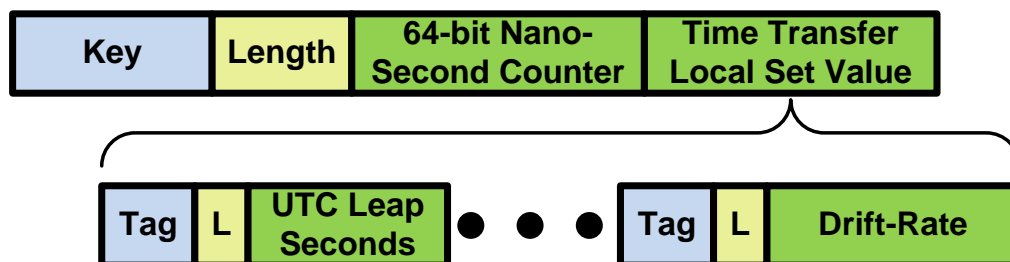 Key
Length
64-bit Nano-
Second Counter
Time Transfer
Local Set Value
Tag
L
UTC Leap
Seconds
Tag
L
Drift-Rate